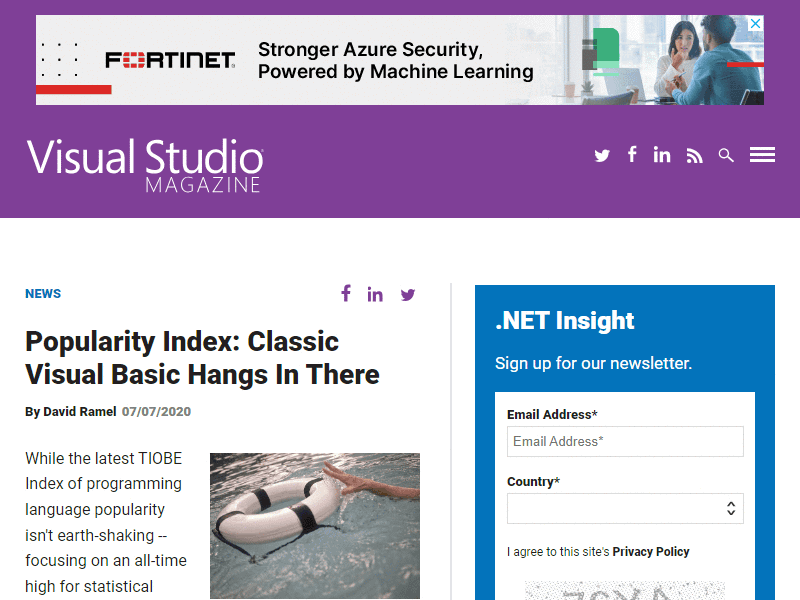 FORTINET
Stronger Azure Security,
Powered by Machine Learning
Visual Studio
MAGAZINE
NEWS
Popularity Index: Classic
Visual Basic Hangs In There
By David Ramel 07/07/2020
While the latest TIOBE
Index of programming
language popularity
isn't earth-shaking --
focusing on an all-time
high for statistical
.NET Insight
Sign up for our newsletter.
Email Address*
Email Address*
Country*
I agree to this site's Privacy Policy